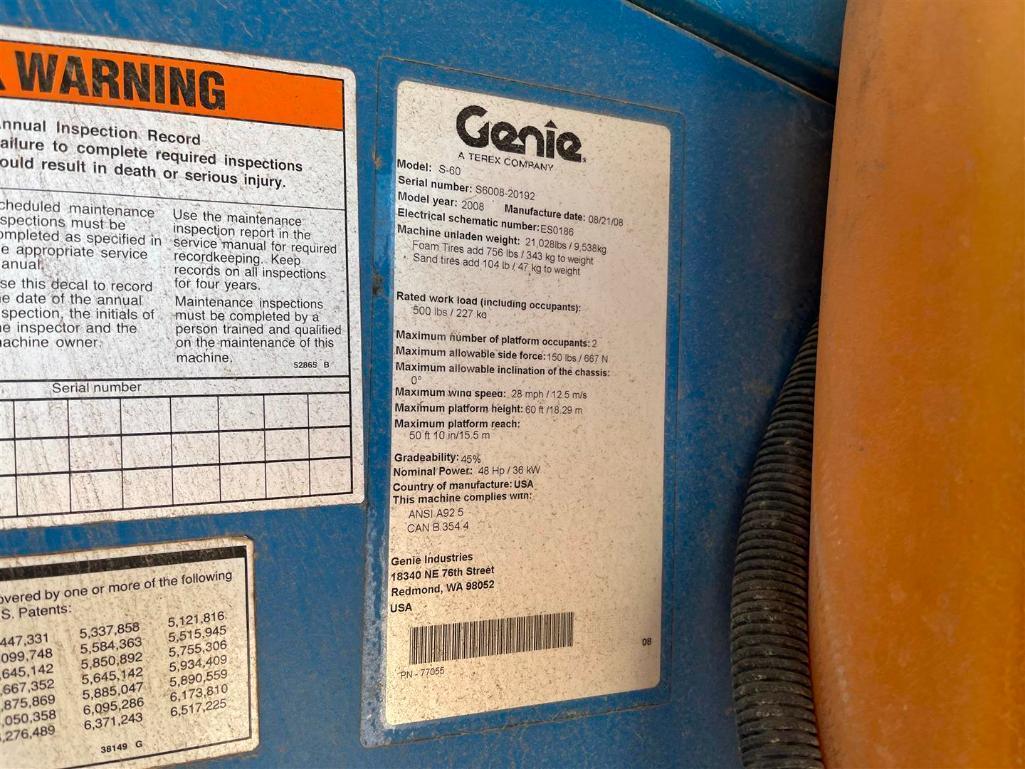 WARNING
nnual Inspection Record
ailure to complete required inspections
ould result in death or serious injury.
cheduled maintenance
spections must be
ompleted as specified in
e appropriate service
anual.
se this decal to record
e date of the annual
spection, the initials of
e inspector and the
achine owner.
Use the maintenance
inspection report in the
service manual for required
recordkeeping. Keep
records on all inspections
for four years.
Maintenance inspections
must be completed by a
person trained and qualified
on the maintenance of this
machine.
52865 B
Serial number
overed by one or more of the following
S. Patents:
447,331 5,337,858 5,121,816
099,748 5,584,363 5,515,945
645,142 5,850,892 5,755,306
667,352 5,645,142 5,934,409
875,869 5,885,047 5,890,559
050,358 6,095,286 6,173,810
276,489 6,371,243 6,517,225
38149 G
Genie
A TEREX COMPANY
Model: S-60
Serial number: S6008-20192
Model year: 2008 Manufacture date: 08/21/08
Electrical schematic number: ES0186
Machine unladen weight: 21,028lbs / 9,538kg
Foam Tires add 756 lbs / 343 kg to weight
Sand tires add 104 lb / 47 kg to weight
Rated work load (including occupants):
500 lbs / 227 kg
Maximum number of platform occupants: 2
Maximum allowable side force: 150 lbs / 667 N
Maximum allowable inclination of the chassis:
0°
Maximum wind speed: 28 mph / 12.5 m/s
Maximum platform height: 60 ft /18.29 m
Maximum platform reach:
50 ft 10 in/15.5 m
Gradeability: 45%
Nominal Power: 48 Hp / 36 kW
Country of manufacture: USA
This machine complies with:
ANSI A92.5
CAN B.354.4
Genie Industries
18340 NE 76th Street
Redmond, WA 98052
USA
PN - 77055
08